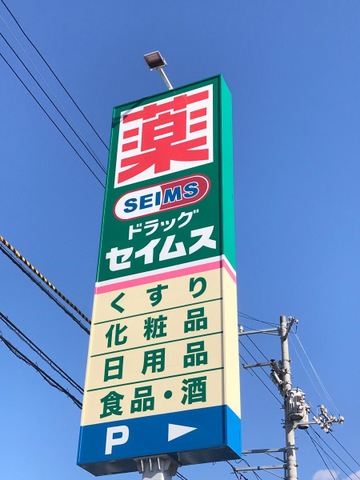 薬
SEIMS
ドラッグ
セイムス
くすり
化粧品
日用品
食品・酒
P